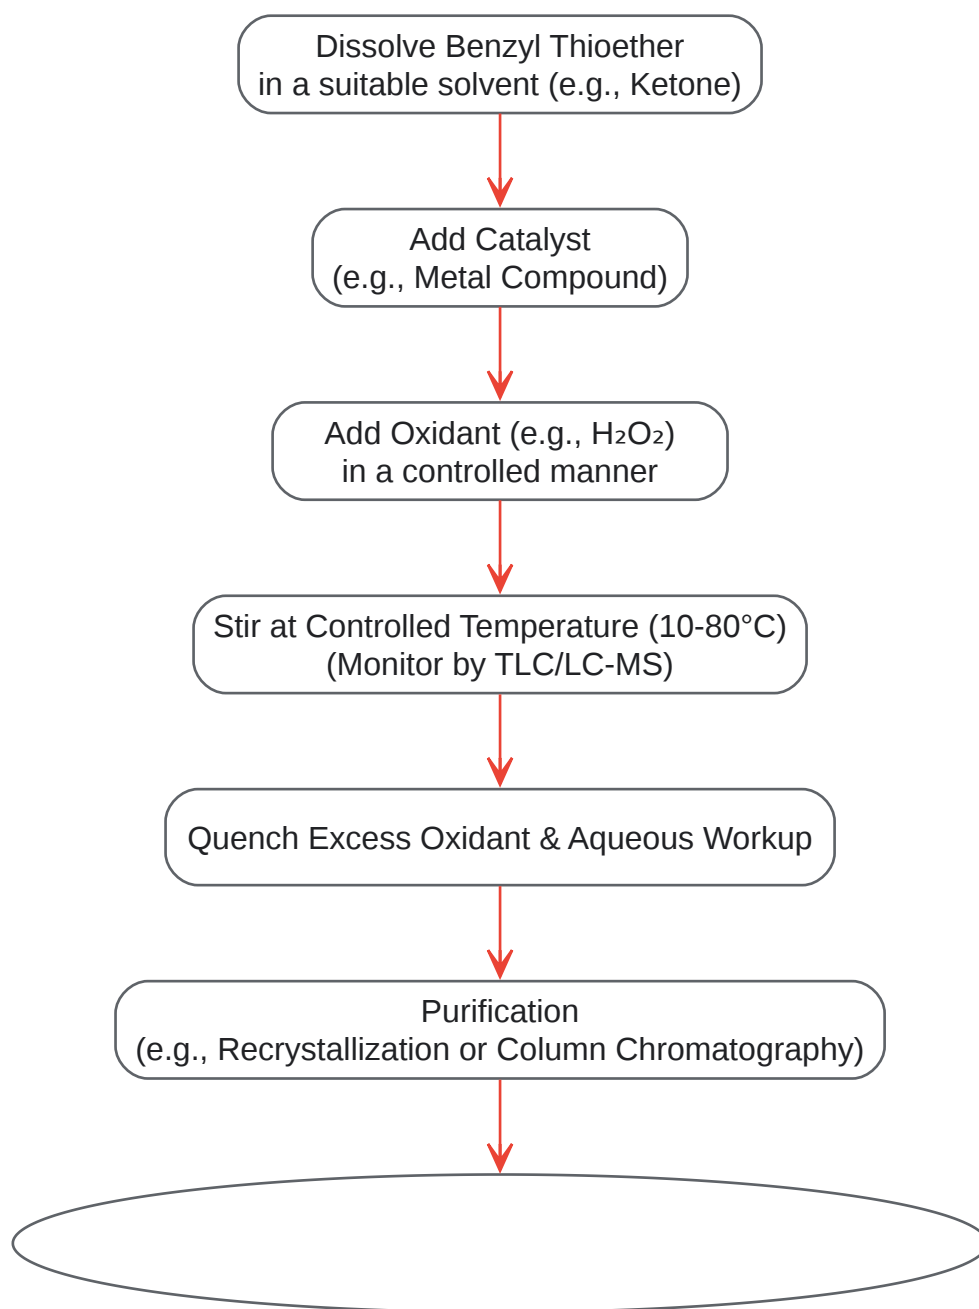 Dissolve Benzyl Thioether
in a suitable solvent (e.g., Ketone)
Add Catalyst
(e.g., Metal Compound)
Add Oxidant (e.g., H₂O₂)
in a controlled manner
Stir at Controlled Temperature (10-80°C)
(Monitor by TLC/LC-MS)
Quench Excess Oxidant & Aqueous Workup
Purification
(e.g., Recrystallization or Column Chromatography)